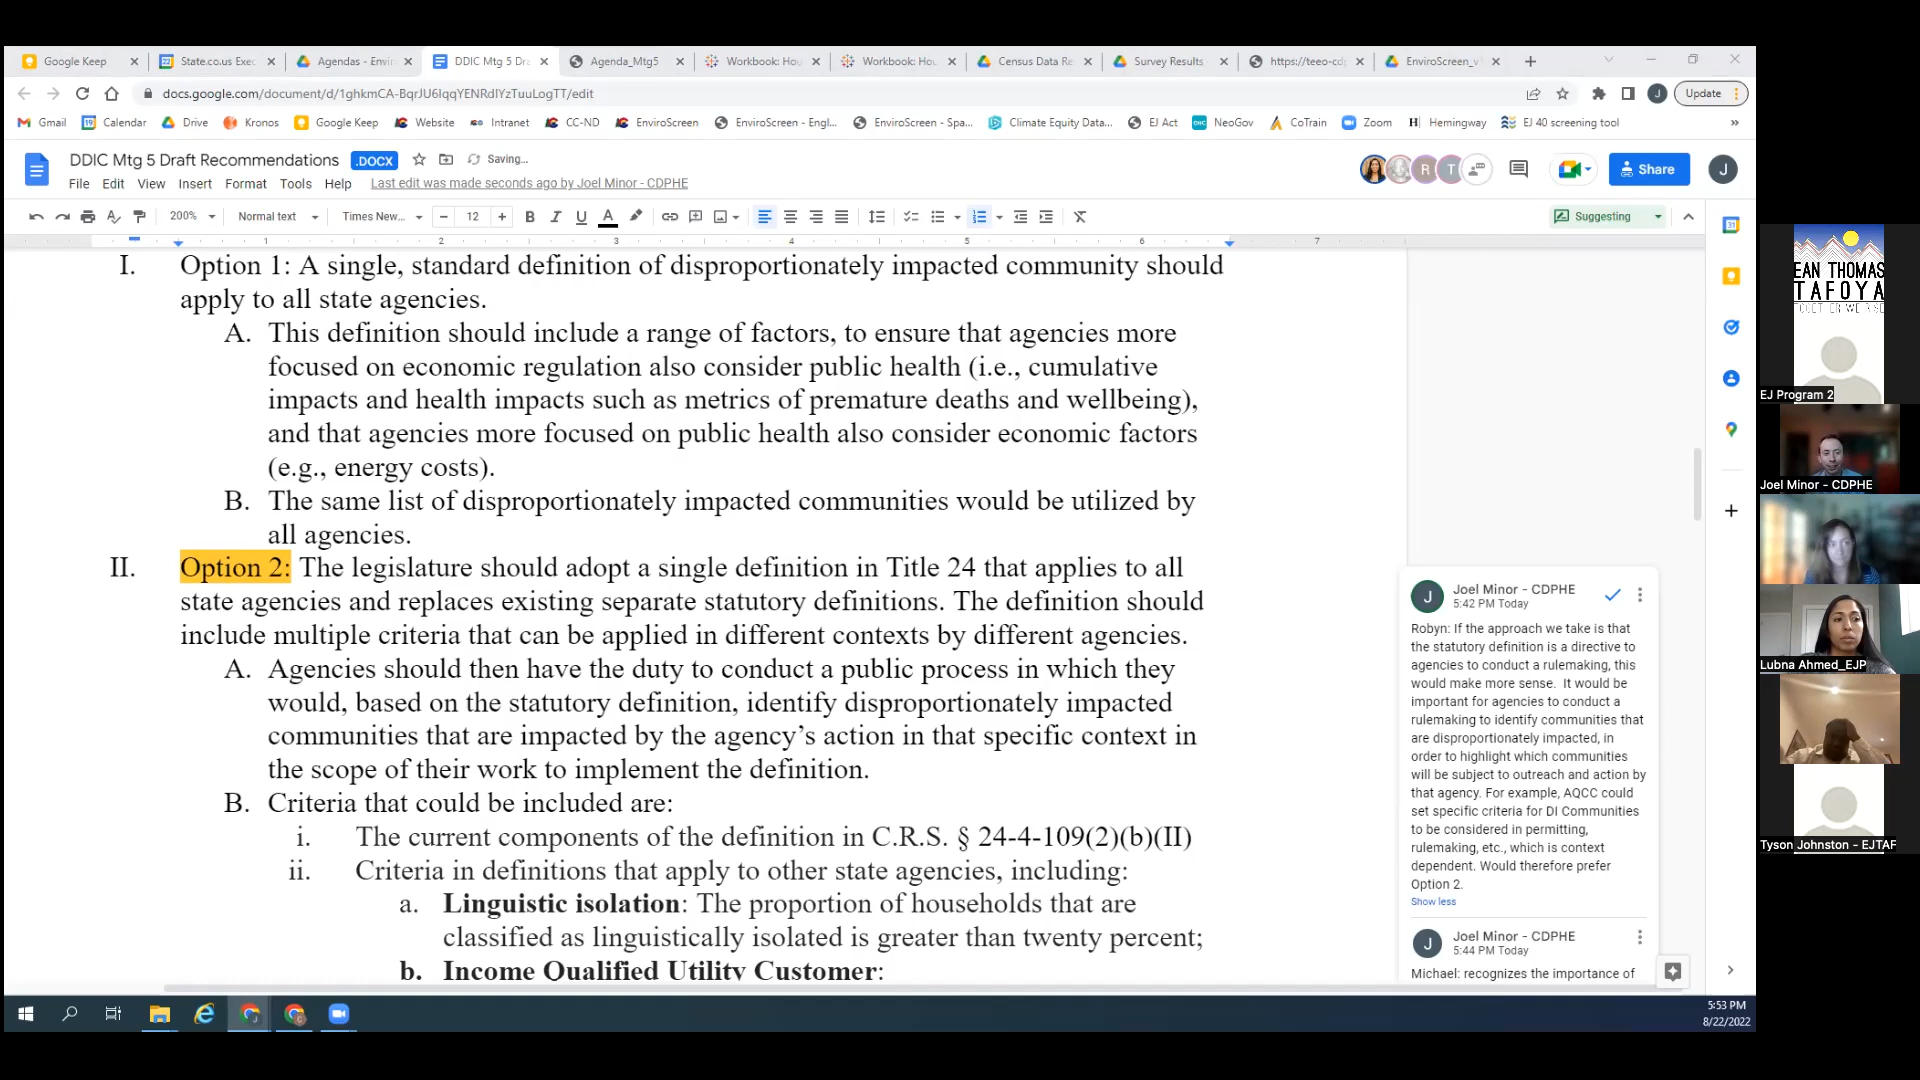 Google Keep
State.co.us Exec
Agendas - Envir
DDIC Mtg 5 Dra
Agenda_Mtg5
Workbook: Hou
Workbook: Hou
Census Data Re
Survey Results
https://teeo-cdp
EnviroScreen_v
docs.google.com/document/d/1ghkmCA-BqrJU6IqqYENRdlYzTuuLogTT/edit
Update
Gmail
Calendar
Drive
Kronos
Google Keep
Website
Intranet
CC-ND
EnviroScreen
EnviroScreen - Engl...
EnviroScreen - Spa...
Climate Equity Data...
EJ Act
NeoGov
CoTrain
Zoom
Hemingway
EJ 40 screening tool
»
DDIC Mtg 5 Draft Recommendations .DOCX Saving...
File Edit View Insert Format Tools Help Last edit was made seconds ago by Joel Minor - CDPHE
R T
Share
J
200% Normal text Times New... 12 B I U A
Suggesting
1 2 3 4 5 6 7
I. Option 1: A single, standard definition of disproportionately impacted community should
apply to all state agencies.
A. This definition should include a range of factors, to ensure that agencies more
focused on economic regulation also consider public health (i.e., cumulative
impacts and health impacts such as metrics of premature deaths and wellbeing),
and that agencies more focused on public health also consider economic factors
(e.g., energy costs).
B. The same list of disproportionately impacted communities would be utilized by
all agencies.
II. Option 2: The legislature should adopt a single definition in Title 24 that applies to all
state agencies and replaces existing separate statutory definitions. The definition should
include multiple criteria that can be applied in different contexts by different agencies.
A. Agencies should then have the duty to conduct a public process in which they
would, based on the statutory definition, identify disproportionately impacted
communities that are impacted by the agency's action in that specific context in
the scope of their work to implement the definition.
B. Criteria that could be included are:
i. The current components of the definition in C.R.S. § 24-4-109(2)(b)(II)
ii. Criteria in definitions that apply to other state agencies, including:
a. Linguistic isolation: The proportion of households that are
classified as linguistically isolated is greater than twenty percent;
b. Income Qualified Utility Customer:
J
Joel Minor - CDPHE
5:42 PM Today
Robyn: If the approach we take is that
the statutory definition is a directive to
agencies to conduct a rulemaking, this
would make more sense. It would be
important for agencies to conduct a
rulemaking to identify communities that
are disproportionately impacted, in
order to highlight which communities
will be subject to outreach and action by
that agency. For example, AQCC could
set specific criteria for DI Communities
to be considered in permitting,
rulemaking, etc., which is context
dependent. Would therefore prefer
Option 2.
Show less
J
Joel Minor - CDPHE
5:44 PM Today
Michael: recognizes the importance of
5:53 PM
8/22/2022
EAN THOMAS
TAFOYA
TOGETHER WE RISE
EJ Program 2
Joel Minor - CDPHE
Lubna Ahmed_EJP
Tyson Johnston - EJTAF